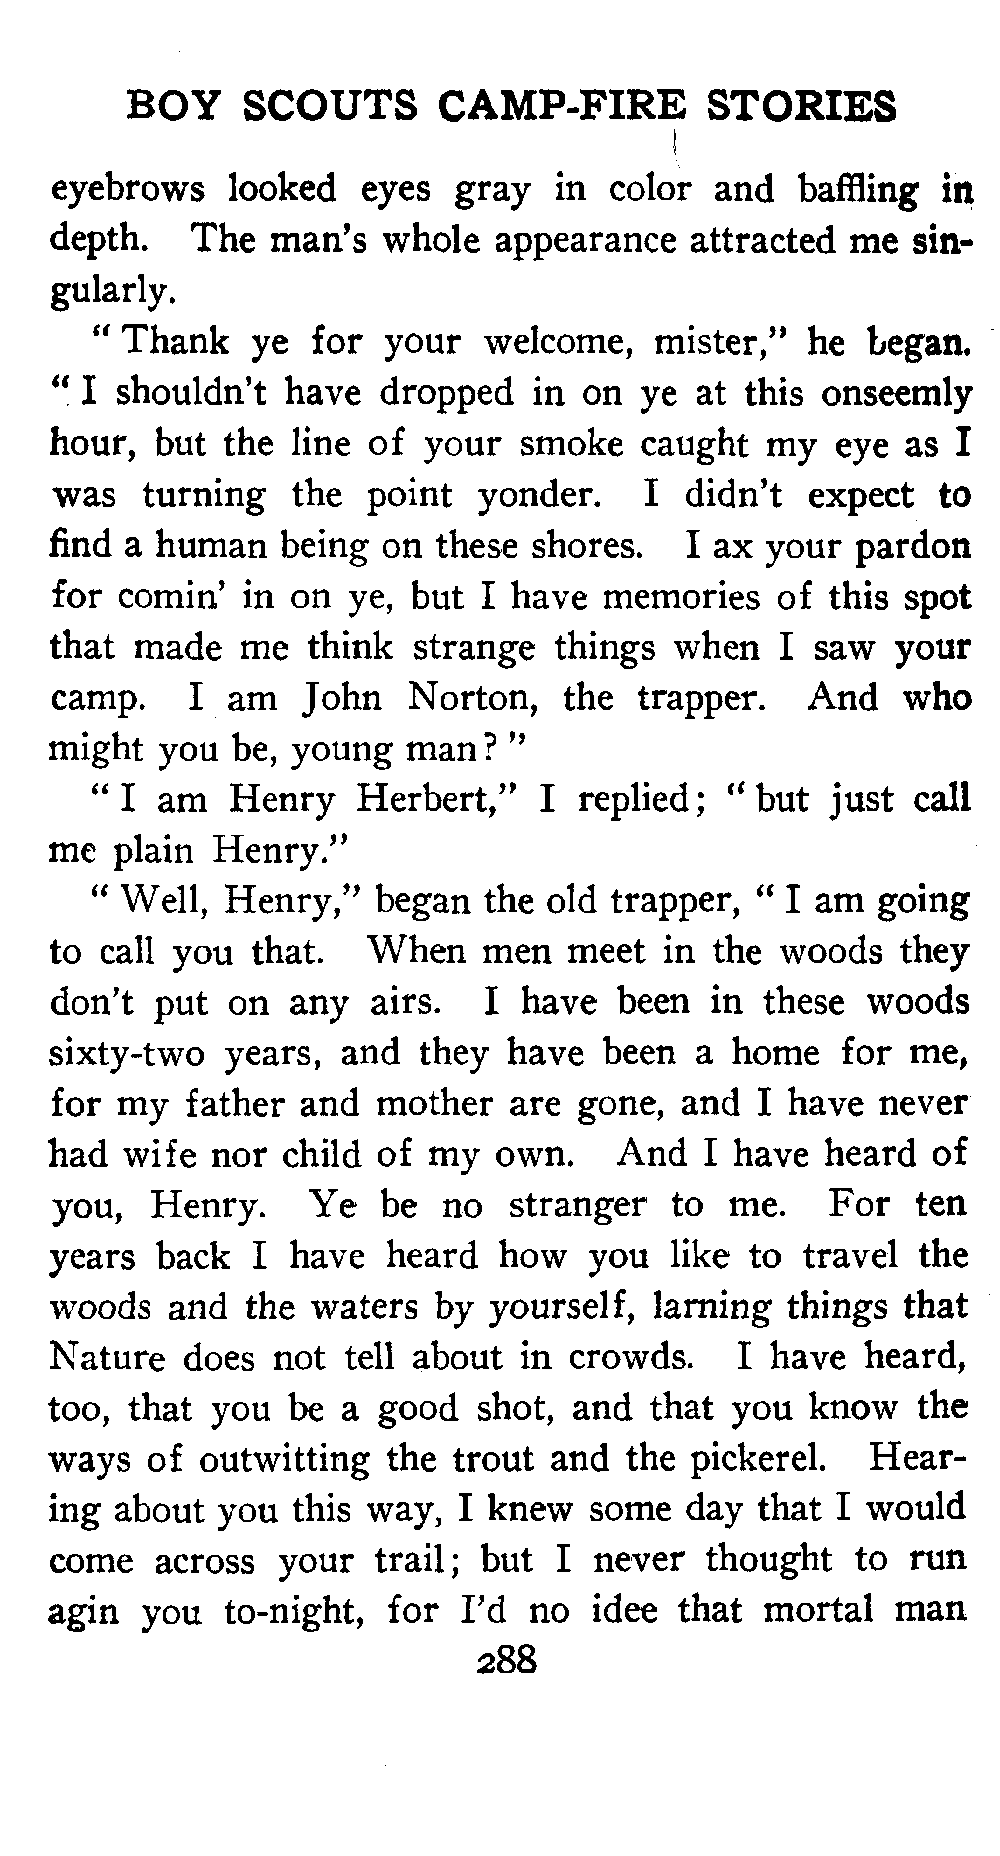 BOY SCOUTS CAMP-FIRE STORIES
eyebrows looked eyes gray in color and baffling in
depth. The man's whole appearance attracted me sin-
gularly.
"Thank ye for your welcome, mister," he began.
"I shouldn't have dropped in on ye at this onseemly
hour, but the line of your smoke caught my eye as I
was turning the point yonder. I didn't expect to
find a human being on these shores. I ax your pardon
for comin' in on ye, but I have memories of this spot
that made me think strange things when I saw your
camp. I am John Norton, the trapper. And who
might you be, young man?"
"I am Henry Herbert," I replied; "but just call
me plain Henry."
"Well, Henry," began the old trapper, "I am going
to call you that. When men meet in the woods they
don't put on any airs. I have been in these woods
sixty-two years, and they have been a home for me,
for my father and mother are gone, and I have never
had wife nor child of my own. And I have heard of
you, Henry. Ye be no stranger to me. For ten
years back I have heard how you like to travel the
woods and the waters by yourself, larning things that
Nature does not tell about in crowds. I have heard,
too, that you be a good shot, and that you know the
ways of outwitting the trout and the pickerel. Hear-
ing about you this way, I knew some day that I would
come across your trail; but I never thought to run
agin you to-night, for I'd no idee that mortal man
288